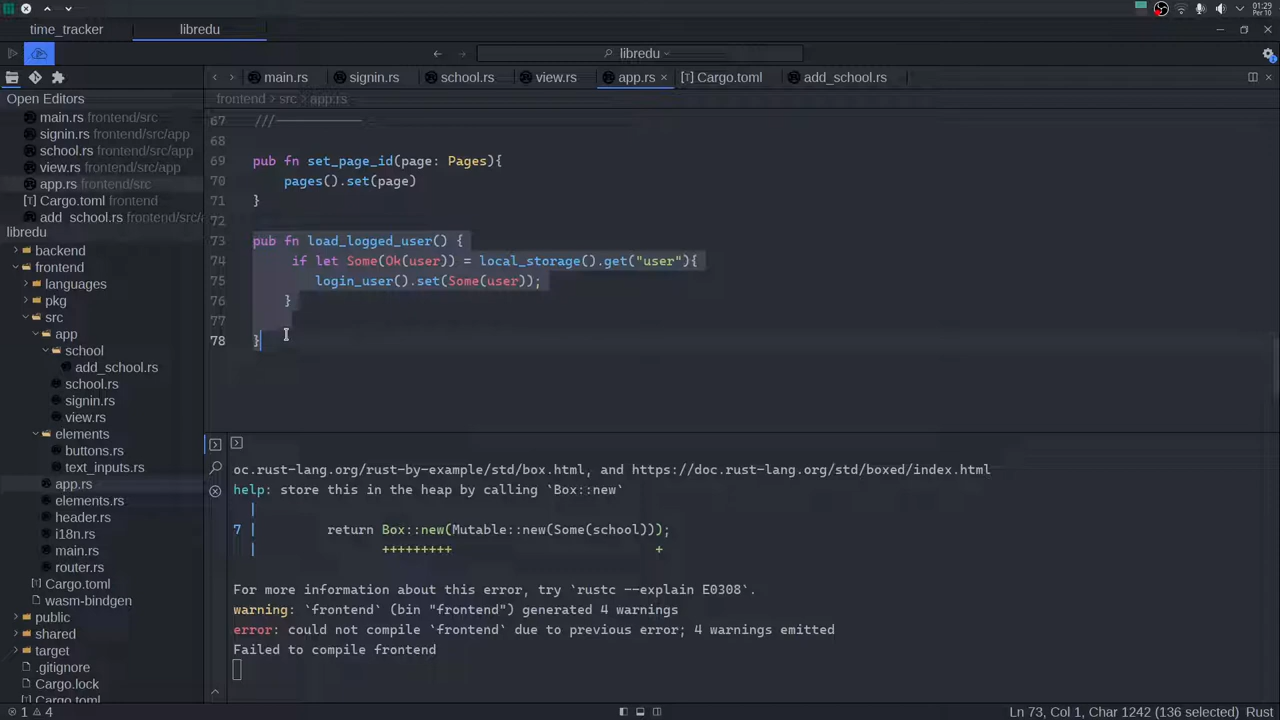 01:29
Per 10
time_tracker
libredu
libredu
main.rs
signin.rs
school.rs
view.rs
app.rs
Cargo.toml
add_school.rs
Open Editors
frontend > src > app.rs
main.rs frontend/src
signin.rs frontend/src/app
school.rs frontend/src/app
view.rs frontend/src/app
app.rs frontend/src
Cargo.toml frontend
add_school.rs frontend/src/
libredu
backend
frontend
languages
pkg
src
app
school
add_school.rs
school.rs
signin.rs
view.rs
elements
buttons.rs
text_inputs.rs
app.rs
elements.rs
header.rs
i18n.rs
main.rs
router.rs
Cargo.toml
wasm-bindgen
public
shared
target
.gitignore
Cargo.lock
Cargo.toml
67 ///-----------
68
69 pub fn set_page_id(page: Pages){
70 pages().set(page)
71 }
72
73 pub fn load_logged_user() {
74 if let Some(Ok(user)) = local_storage().get("user"){
75 login_user().set(Some(user));
76 }
77
78 }
oc.rust-lang.org/rust-by-example/std/box.html, and https://doc.rust-lang.org/std/boxed/index.html
help: store this in the heap by calling `Box::new`
|
7 | return Box::new(Mutable::new(Some(school)));
| +++++++++ +
For more information about this error, try `rustc --explain E0308`.
warning: `frontend` (bin "frontend") generated 4 warnings
error: could not compile `frontend` due to previous error; 4 warnings emitted
Failed to compile frontend
1 4
Ln 73, Col 1, Char 1242 (136 selected) Rust